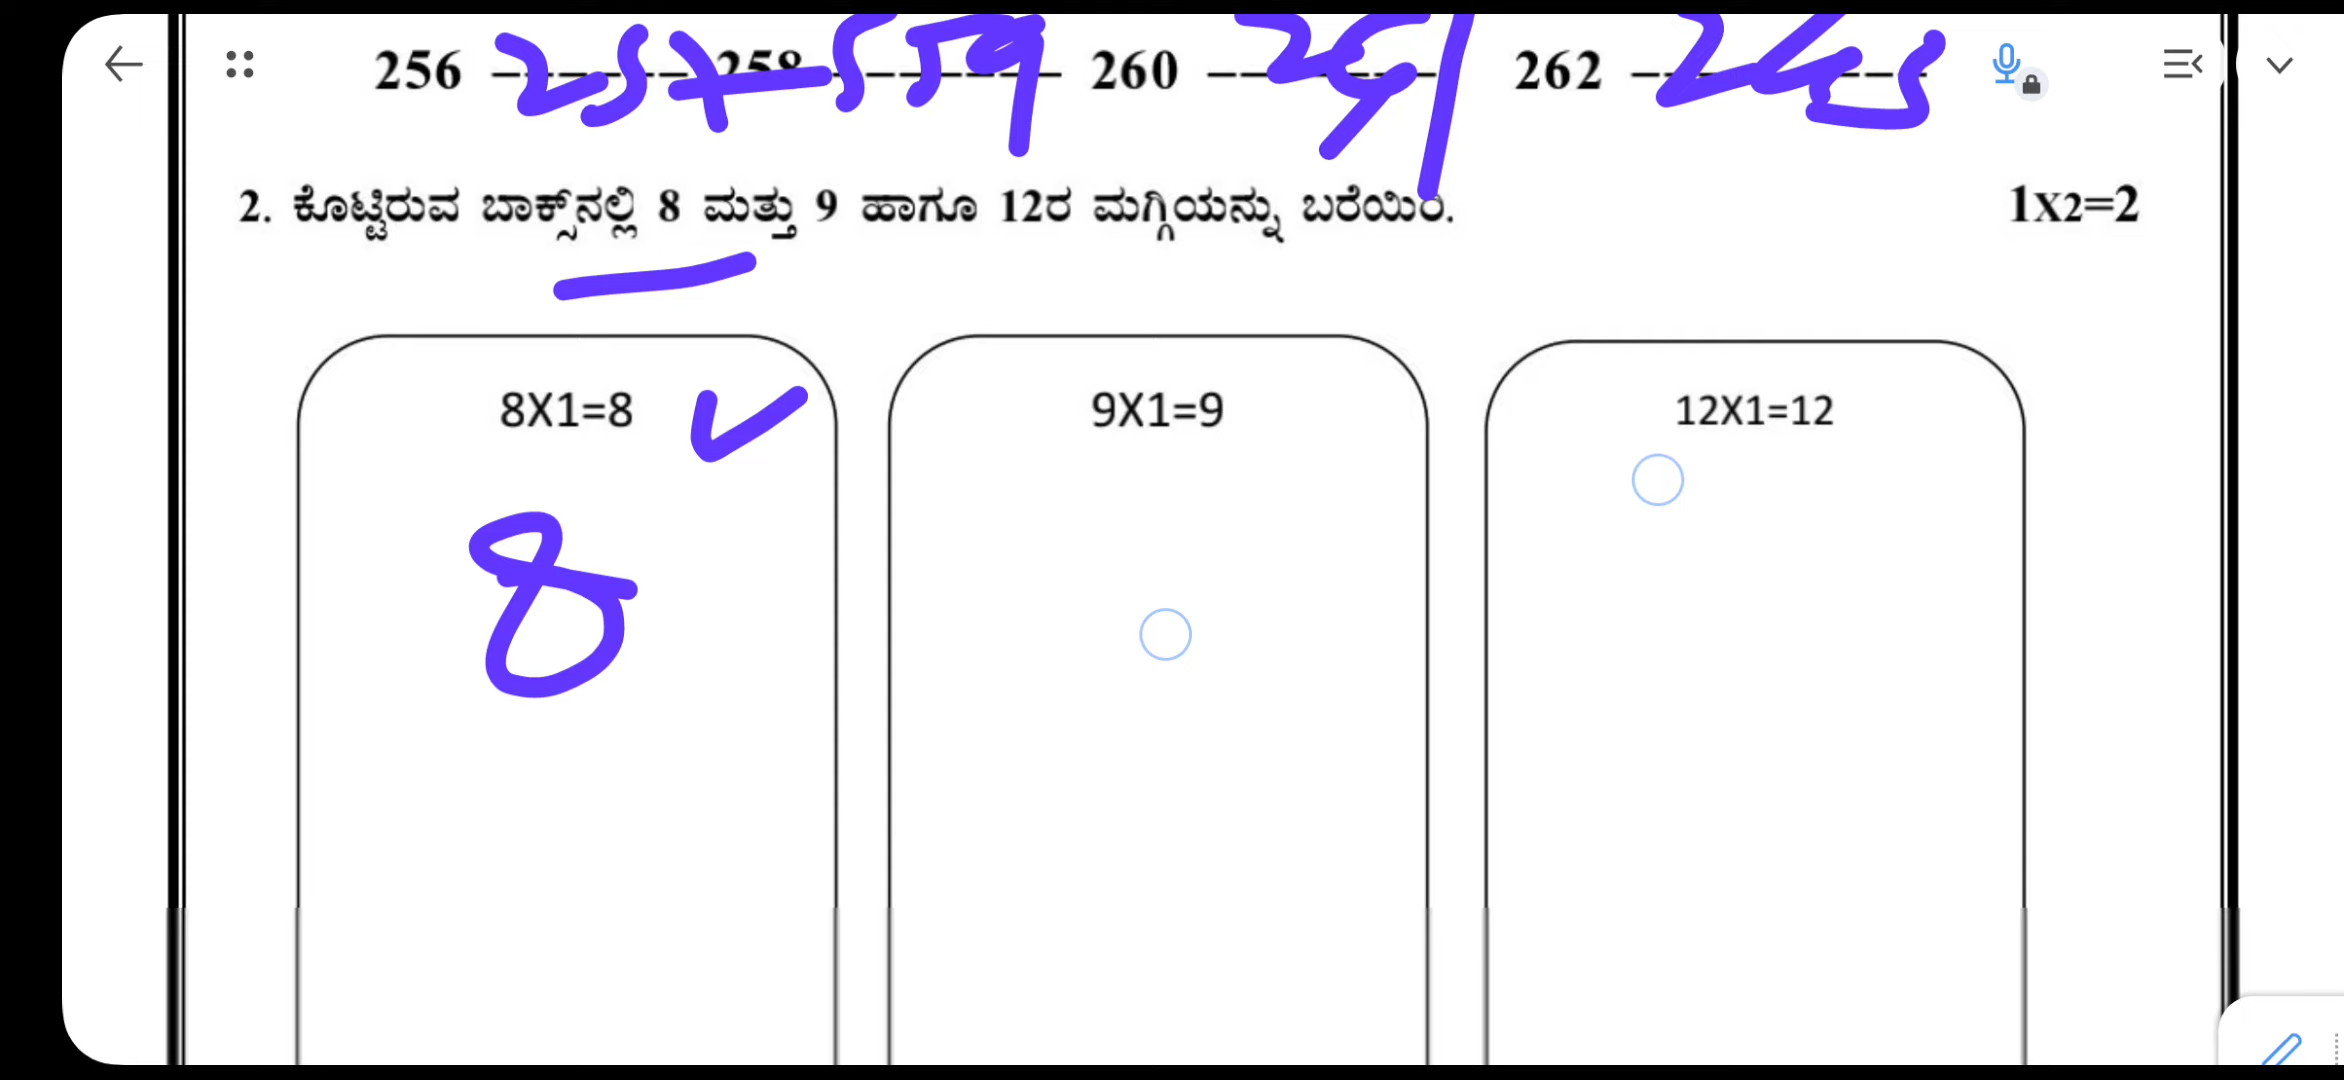 256 257 258 259 260 261 262
2. ಕೊಟ್ಟಿರುವ ಬಾಕ್ಸ್‌ನಲ್ಲಿ 8 ಮತ್ತು 9 ಹಾಗೂ 12ರ ಮಗ್ಗಿಯನ್ನು ಬರೆಯಿರಿ. 1X2=2
8X1=8 9X1=9 12X1=12
8